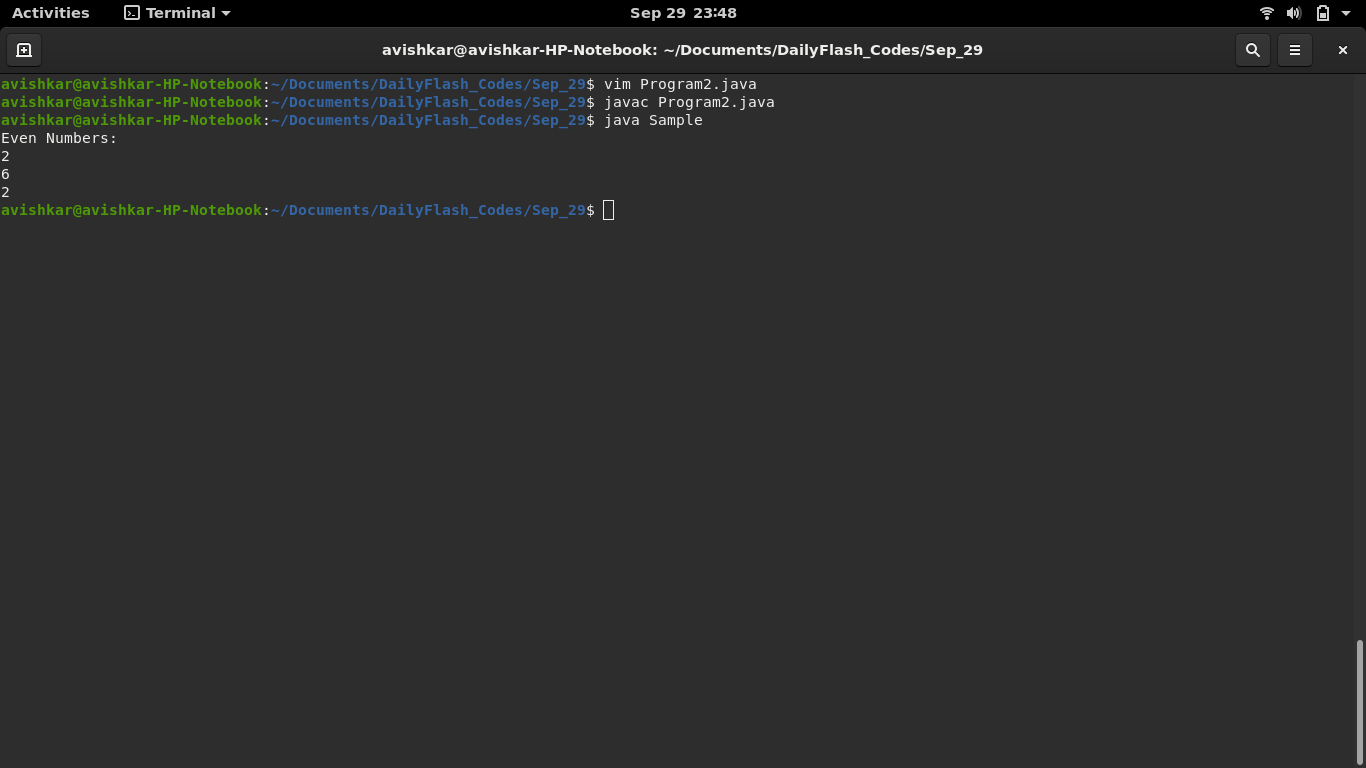 Activities Terminal Sep 29 23:48
avishkar@avishkar-HP-Notebook: ~/Documents/DailyFlash_Codes/Sep_29
avishkar@avishkar-HP-Notebook:~/Documents/DailyFlash_Codes/Sep_29$ vim Program2.java
avishkar@avishkar-HP-Notebook:~/Documents/DailyFlash_Codes/Sep_29$ javac Program2.java
avishkar@avishkar-HP-Notebook:~/Documents/DailyFlash_Codes/Sep_29$ java Sample
Even Numbers:
2
6
2
avishkar@avishkar-HP-Notebook:~/Documents/DailyFlash_Codes/Sep_29$